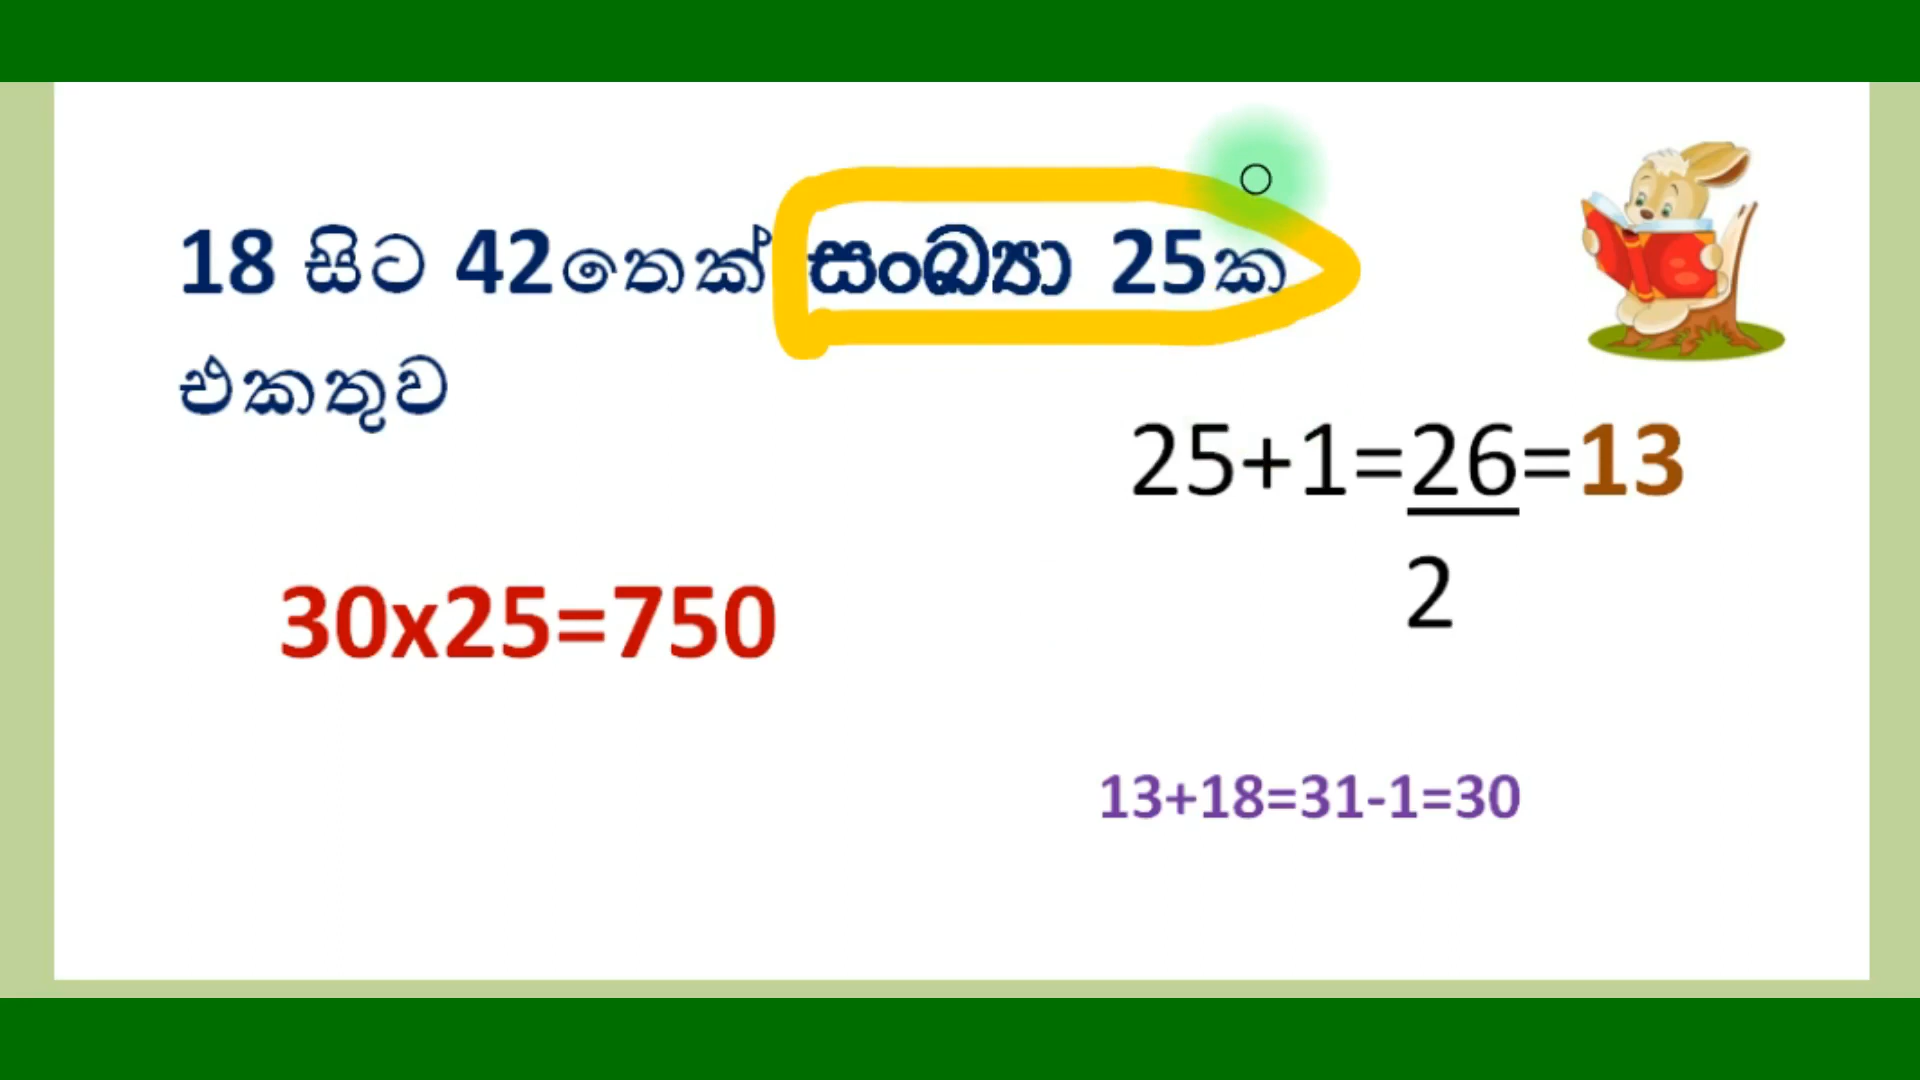 18 සිට 42තෙක් සංඛ්‍යා 25ක
එකතුව
25+1=26=13
2
30x25=750
13+18=31-1=30